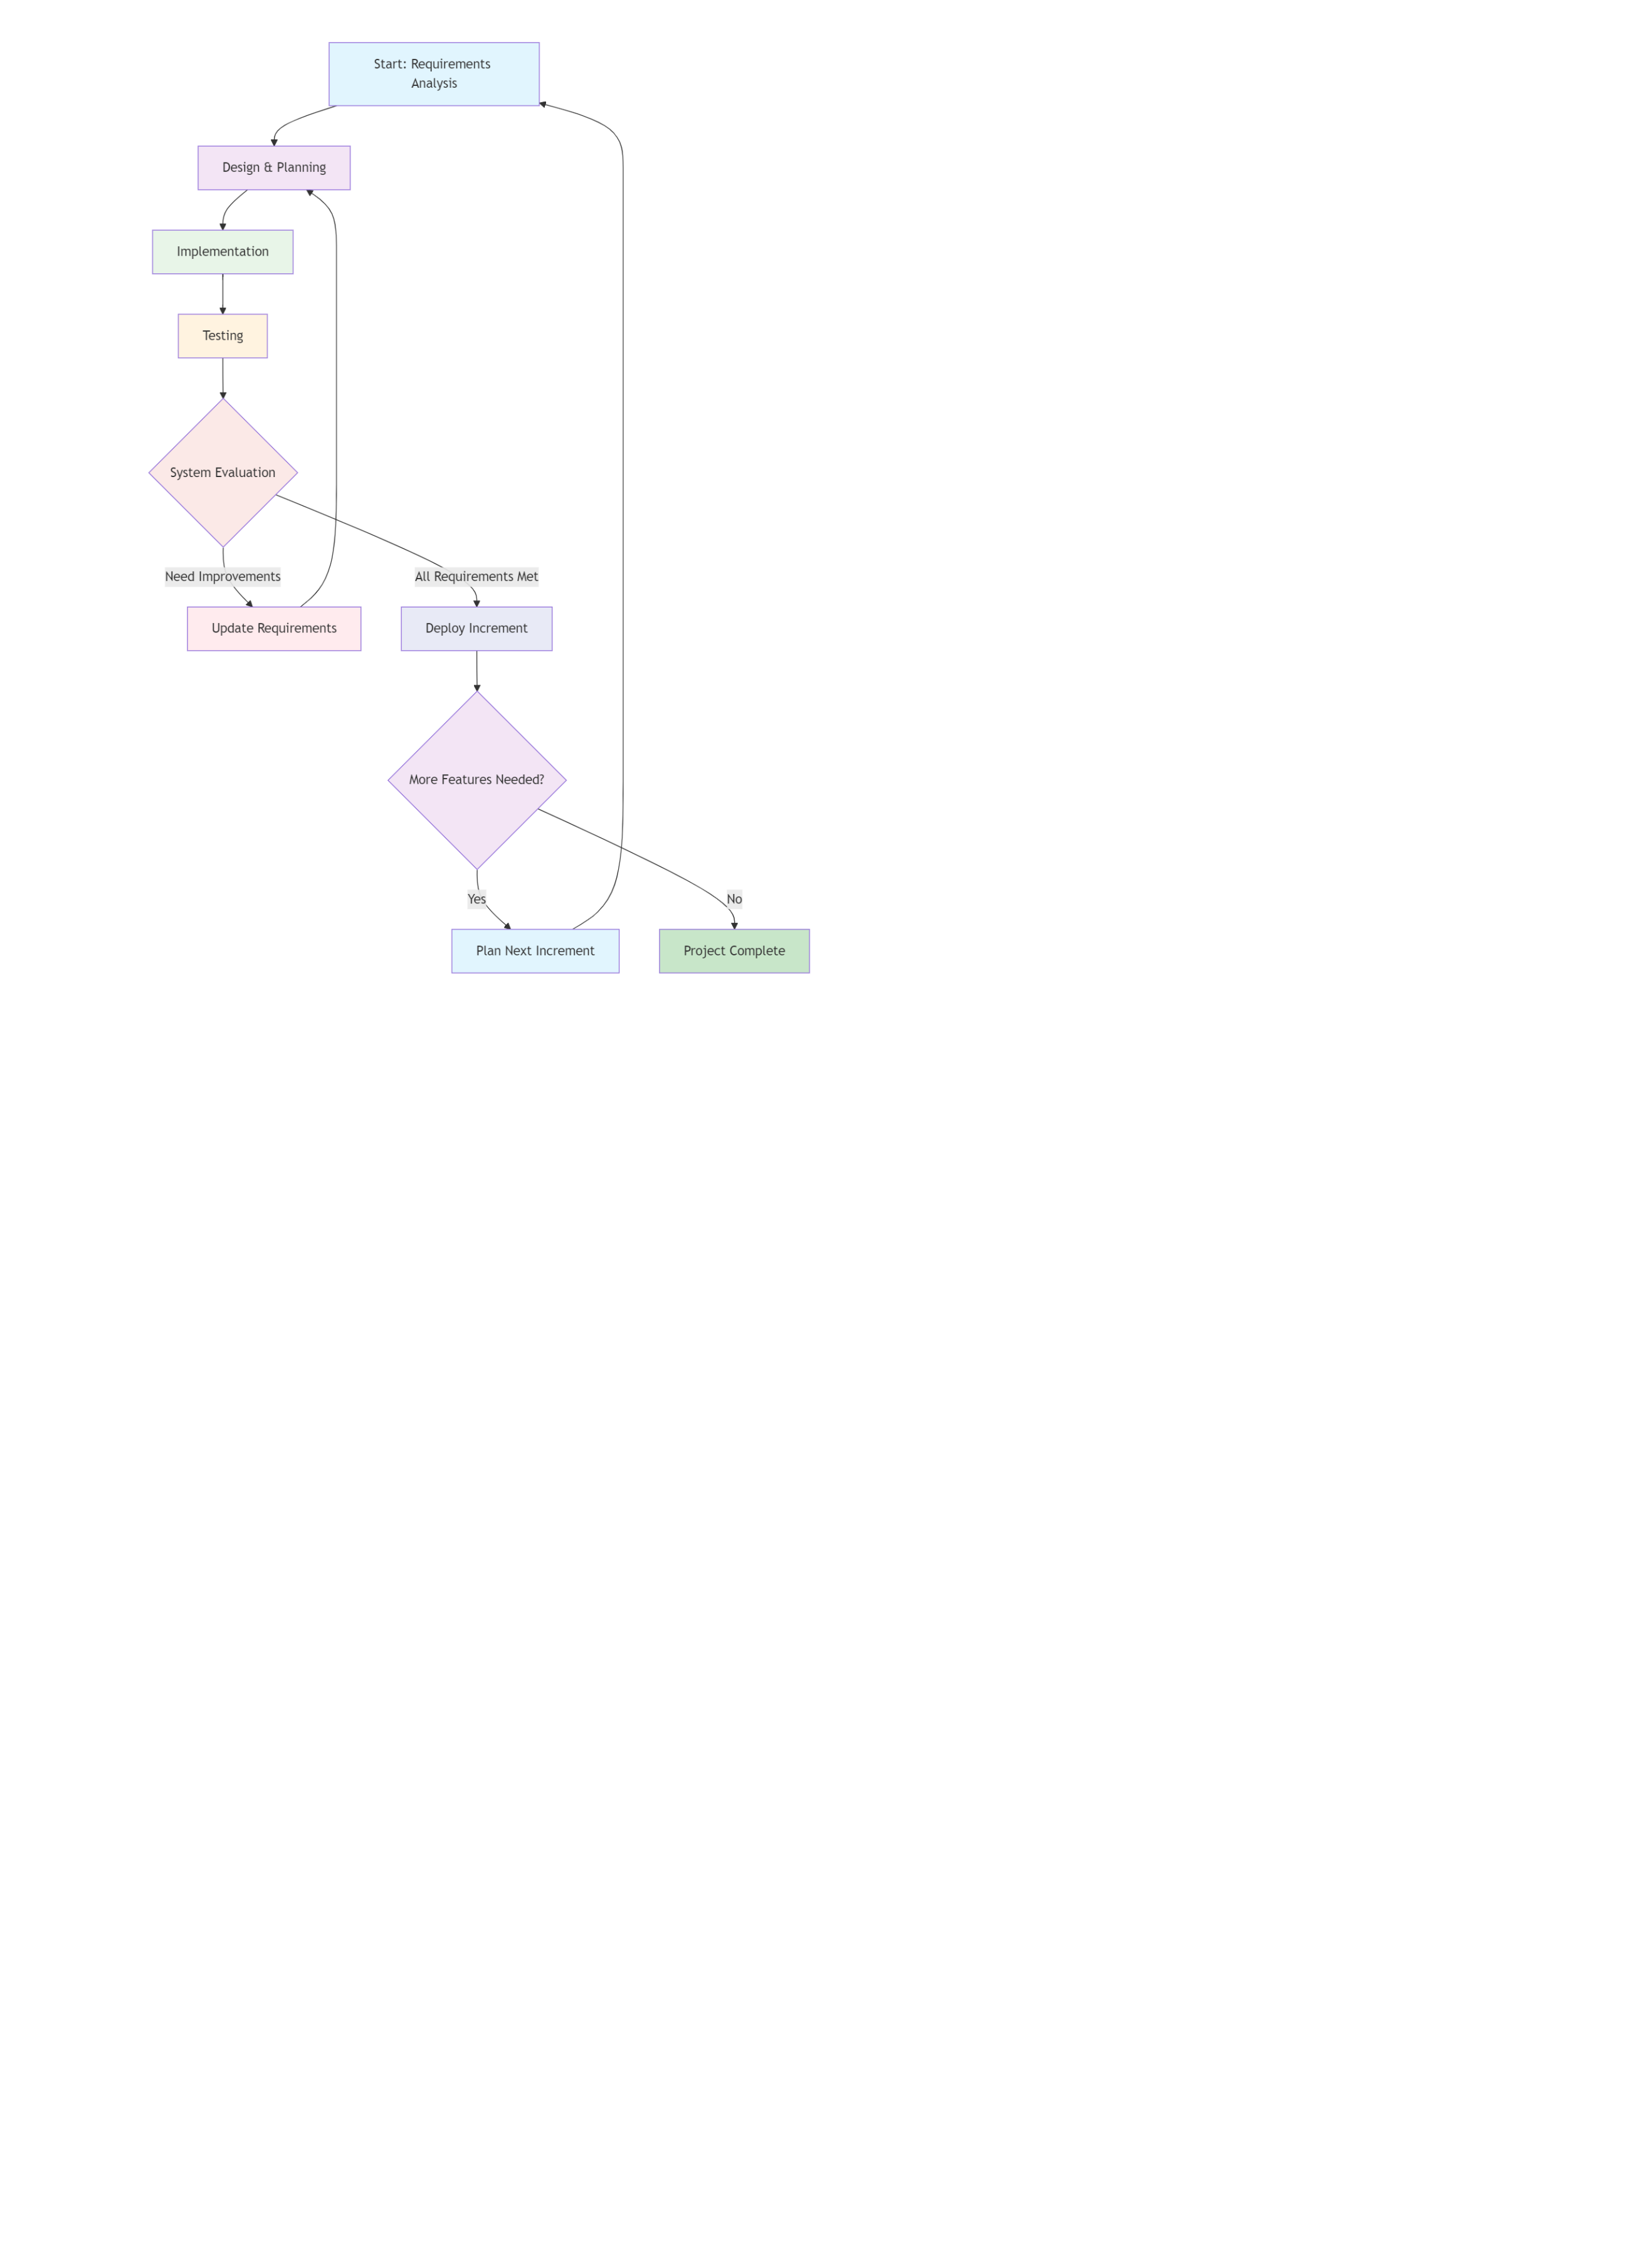 Start: Requirements
Analysis
Design & Planning
Implementation
Testing
System Evaluation
Need Improvements
All Requirements Met
Update Requirements
Deploy Increment
More Features Needed?
Yes
No
Plan Next Increment
Project Complete